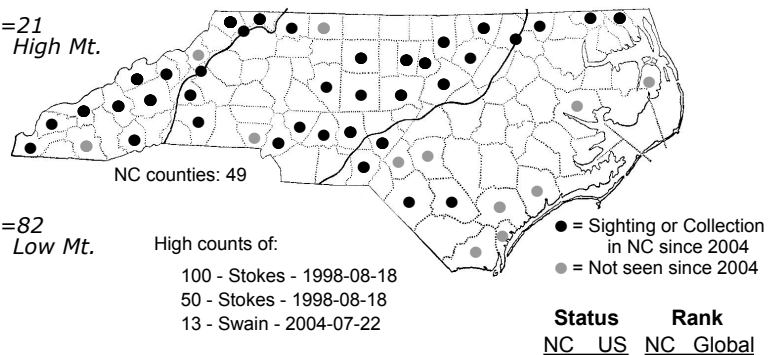 =21
High Mt.
NC counties: 49
=82
Low Mt.
High counts of:
100 - Stokes - 1998-08-18
50 - Stokes - 1998-08-18
13 - Swain - 2004-07-22
● = Sighting or Collection
in NC since 2004
● = Not seen since 2004
Status Rank
NC US NC Global